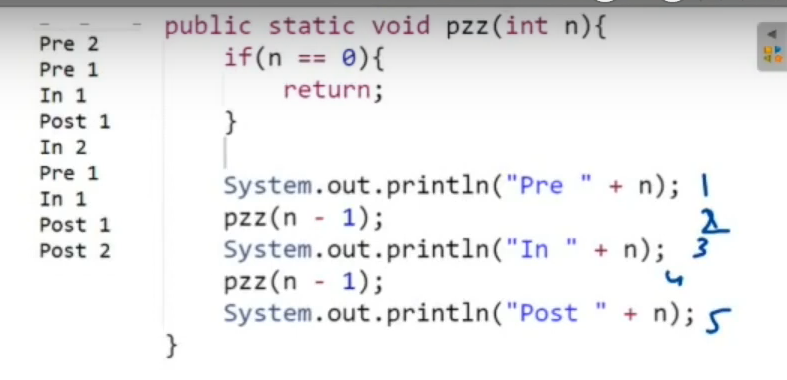 Pre 2
Pre 1
In 1
Post 1
In 2
Pre 1
In 1
Post 1
Post 2
public static void pzz(int n){
if(n == 0){
return;
}
System.out.println("Pre " + n); 1
pzz(n - 1); 2
System.out.println("In " + n); 3
pzz(n - 1); 4
System.out.println("Post " + n); 5
}